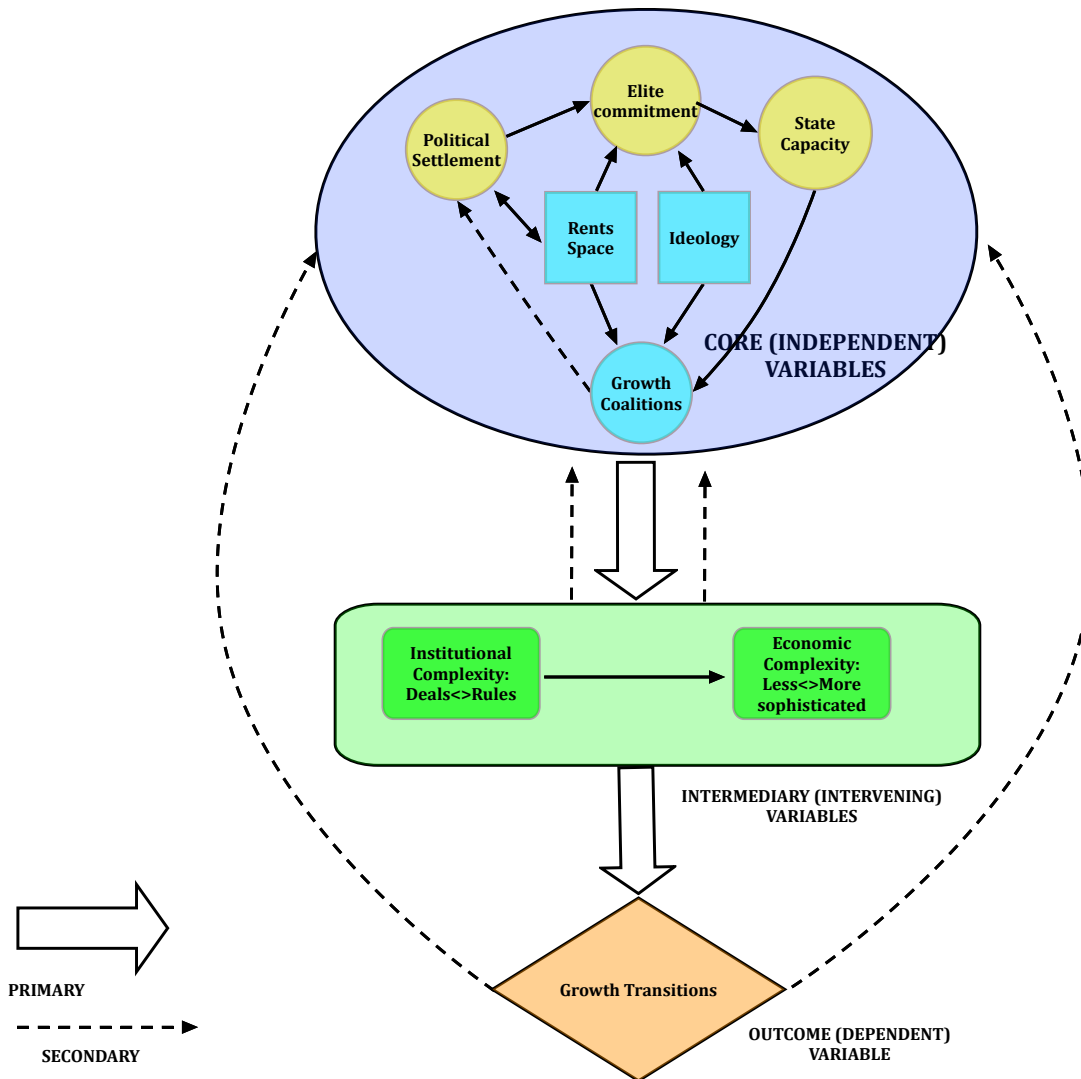 Elite
commitment
Political
Settlement
State
Capacity
Rents
Space
Ideology
CORE (INDEPENDENT)
VARIABLES
Growth
Coalitions
Institutional
Complexity:
Deals<>Rules
Economic
Complexity:
Less<>More
sophisticated
INTERMEDIARY (INTERVENING)
VARIABLES
PRIMARY
SECONDARY
Growth Transitions
OUTCOME (DEPENDENT)
VARIABLE